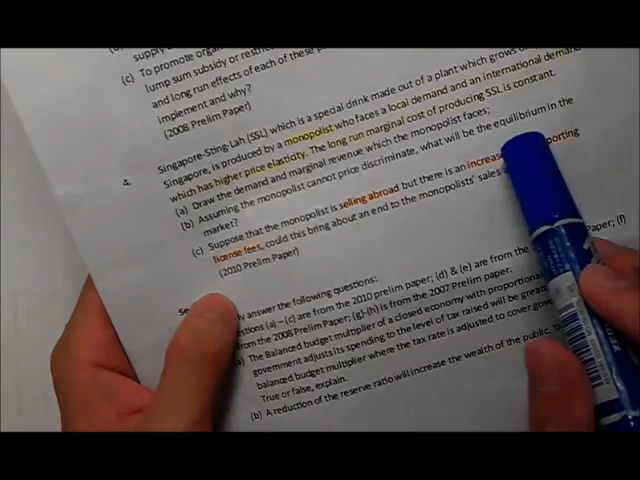 supply
(c) To promote organ
lump sum subsidy or restric
and long run effects of each of these
implement and why?
(2008 Prelim Paper)
4. Singapore-Sting-Lah (SSL) which is a special drink made out of a plant which grows
Singapore, is produced by a monopolist who faces a local demand and an international demand
which has higher price elasticity. The long run marginal cost of producing SSL is constant.
(a) Draw the demand and marginal revenue which the monopolist faces;
(b) Assuming the monopolist cannot price discriminate, what will be the equilibrium in the
market?
(c) Suppose that the monopolist is selling abroad but there is an increase porting
license fees, could this bring about an end to the monopolists' sales
(2010 Prelim Paper)
Se y answer the following questions:
estions (a) – (c) are from the 2010 prelim paper; (d) & (e) are from the Paper; (f)
from the 2008 Prelim Paper; (g)-(h) is from the 2007 Prelim paper.
(a) The Balanced budget multiplier of a closed economy with proportional
government adjusts its spending to the level of tax raised will be great
balanced budget multiplier where the tax rate is adjusted to cover gove
True or false, explain.
(b) A reduction of the reserve ratio will increase the wealth of the public.